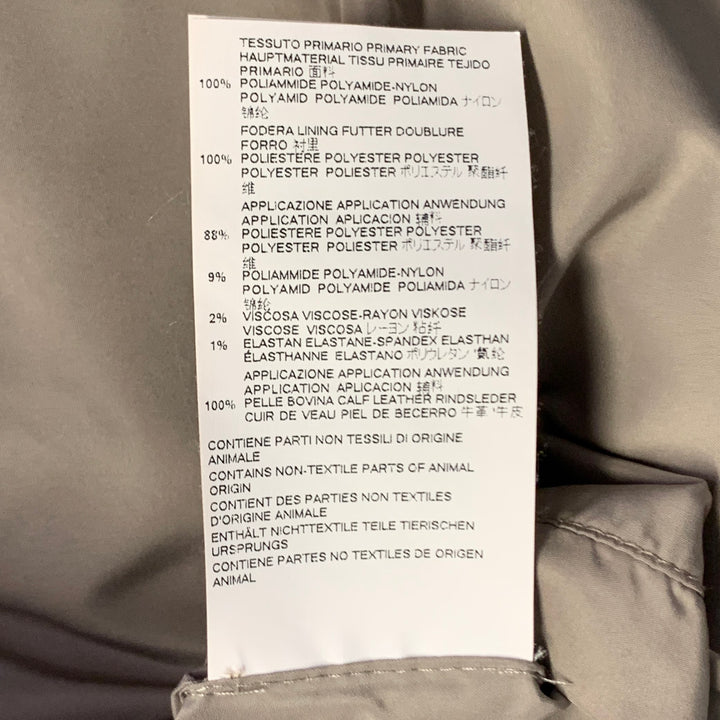 TESSUTO PRIMARIO PRIMARY FABRIC
HAUPTMATERIAL TISSU PRIMAIRE TEJIDO
PRIMARIO 面料
100% POLIAMMIDE POLYAMIDE-NYLON
POLYAMID POLYAMIDE POLIAMIDA ナイロン
锦纶
FODERA LINING FUTTER DOUBLURE
FORRO 衬里
100% POLIESTERE POLYESTER POLYESTER
POLYESTER POLIESTER ポリエステル 聚酯纤
维
APPLICAZIONE APPLICATION ANWENDUNG
APPLICATION APLICACION 辅料
88% POLIESTERE POLYESTER POLYESTER
POLYESTER POLIESTER ポリエステル 聚酯纤
维
9% POLIAMMIDE POLYAMIDE-NYLON
POLYAMID POLYAMIDE POLIAMIDA ナイロン
锦纶
2% VISCOSA VISCOSE-RAYON VISKOSE
VISCOSE VISCOSA レーヨン 粘纤
1% ELASTAN ELASTANE-SPANDEX ELASTHAN
ÉLASTHANNE ELASTANO ポリウレタン 氨纶
APPLICAZIONE APPLICATION ANWENDUNG
APPLICATION APLICACION 辅料
100% PELLE BOVINA CALF LEATHER RINDSLEDER
CUIR DE VEAU PIEL DE BECERRO 牛革 牛皮
CONTIENE PARTI NON TESSILI DI ORIGINE
ANIMALE
CONTAINS NON-TEXTILE PARTS OF ANIMAL
ORIGIN
CONTIENT DES PARTIES NON TEXTILES
D'ORIGINE ANIMALE
ENTHÄLT NICHTTEXTILE TEILE TIERISCHEN
URSPRUNGS
CONTIENE PARTES NO TEXTILES DE ORIGEN
ANIMAL